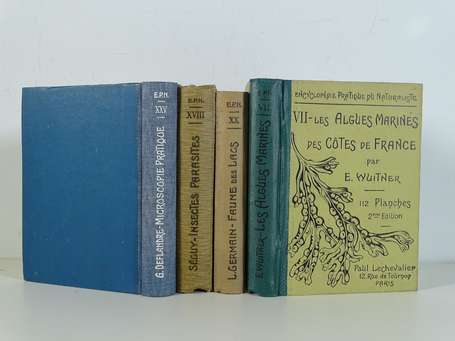 E.P.N.
XXV
G. DEFLANDRE - MICROSCOPIE PRATIQUE
E.P.N.
XVIII
SÉGUY - INSECTES PARASITES
E.P.N.
XX
L. GERMAIN - FAUNE DES LACS
E. WUITNER - LES ALGUES MARINES
ENCYCLOPÉDIE PRATIQUE DU NATURALISTE
VII - LES ALGUES MARINES
DES CÔTES DE FRANCE
par
E. WUITNER
112 Planches
2ème Edition
Paul Lechevalier
12, Rue de Tournon
PARIS